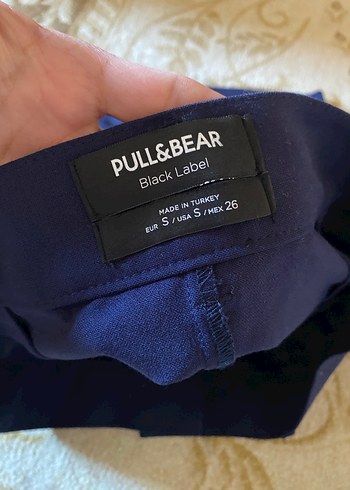 PULL&BEAR
Black Label
MADE IN TURKEY
EUR S / USA S / MEX 26